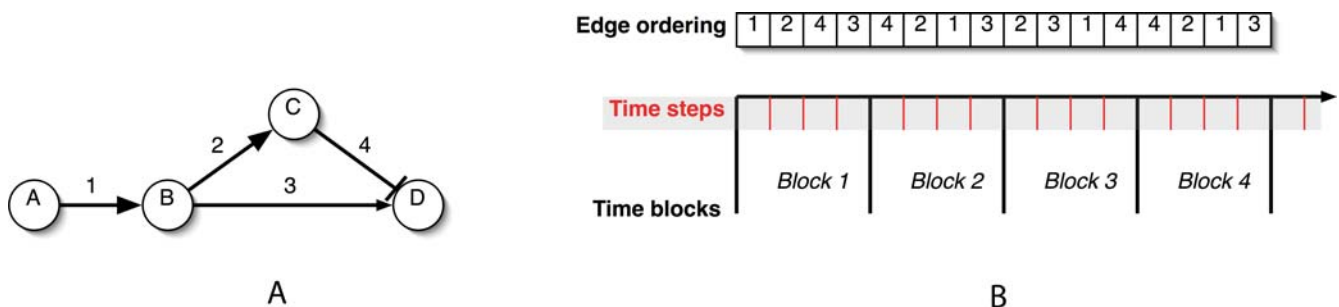 Edge ordering 1 2 4 3 4 2 1 3 2 3 1 4 4 2 1 3
Time steps
Block 1 Block 2 Block 3 Block 4
Time blocks
C
2 4
A 1 B 3 D
A
B